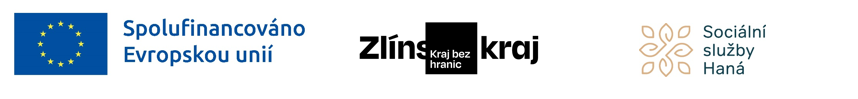 Spolufinancováno
Evropskou unií
Zlínský kraj
Kraj bez
hranic
Sociální
služby
Haná